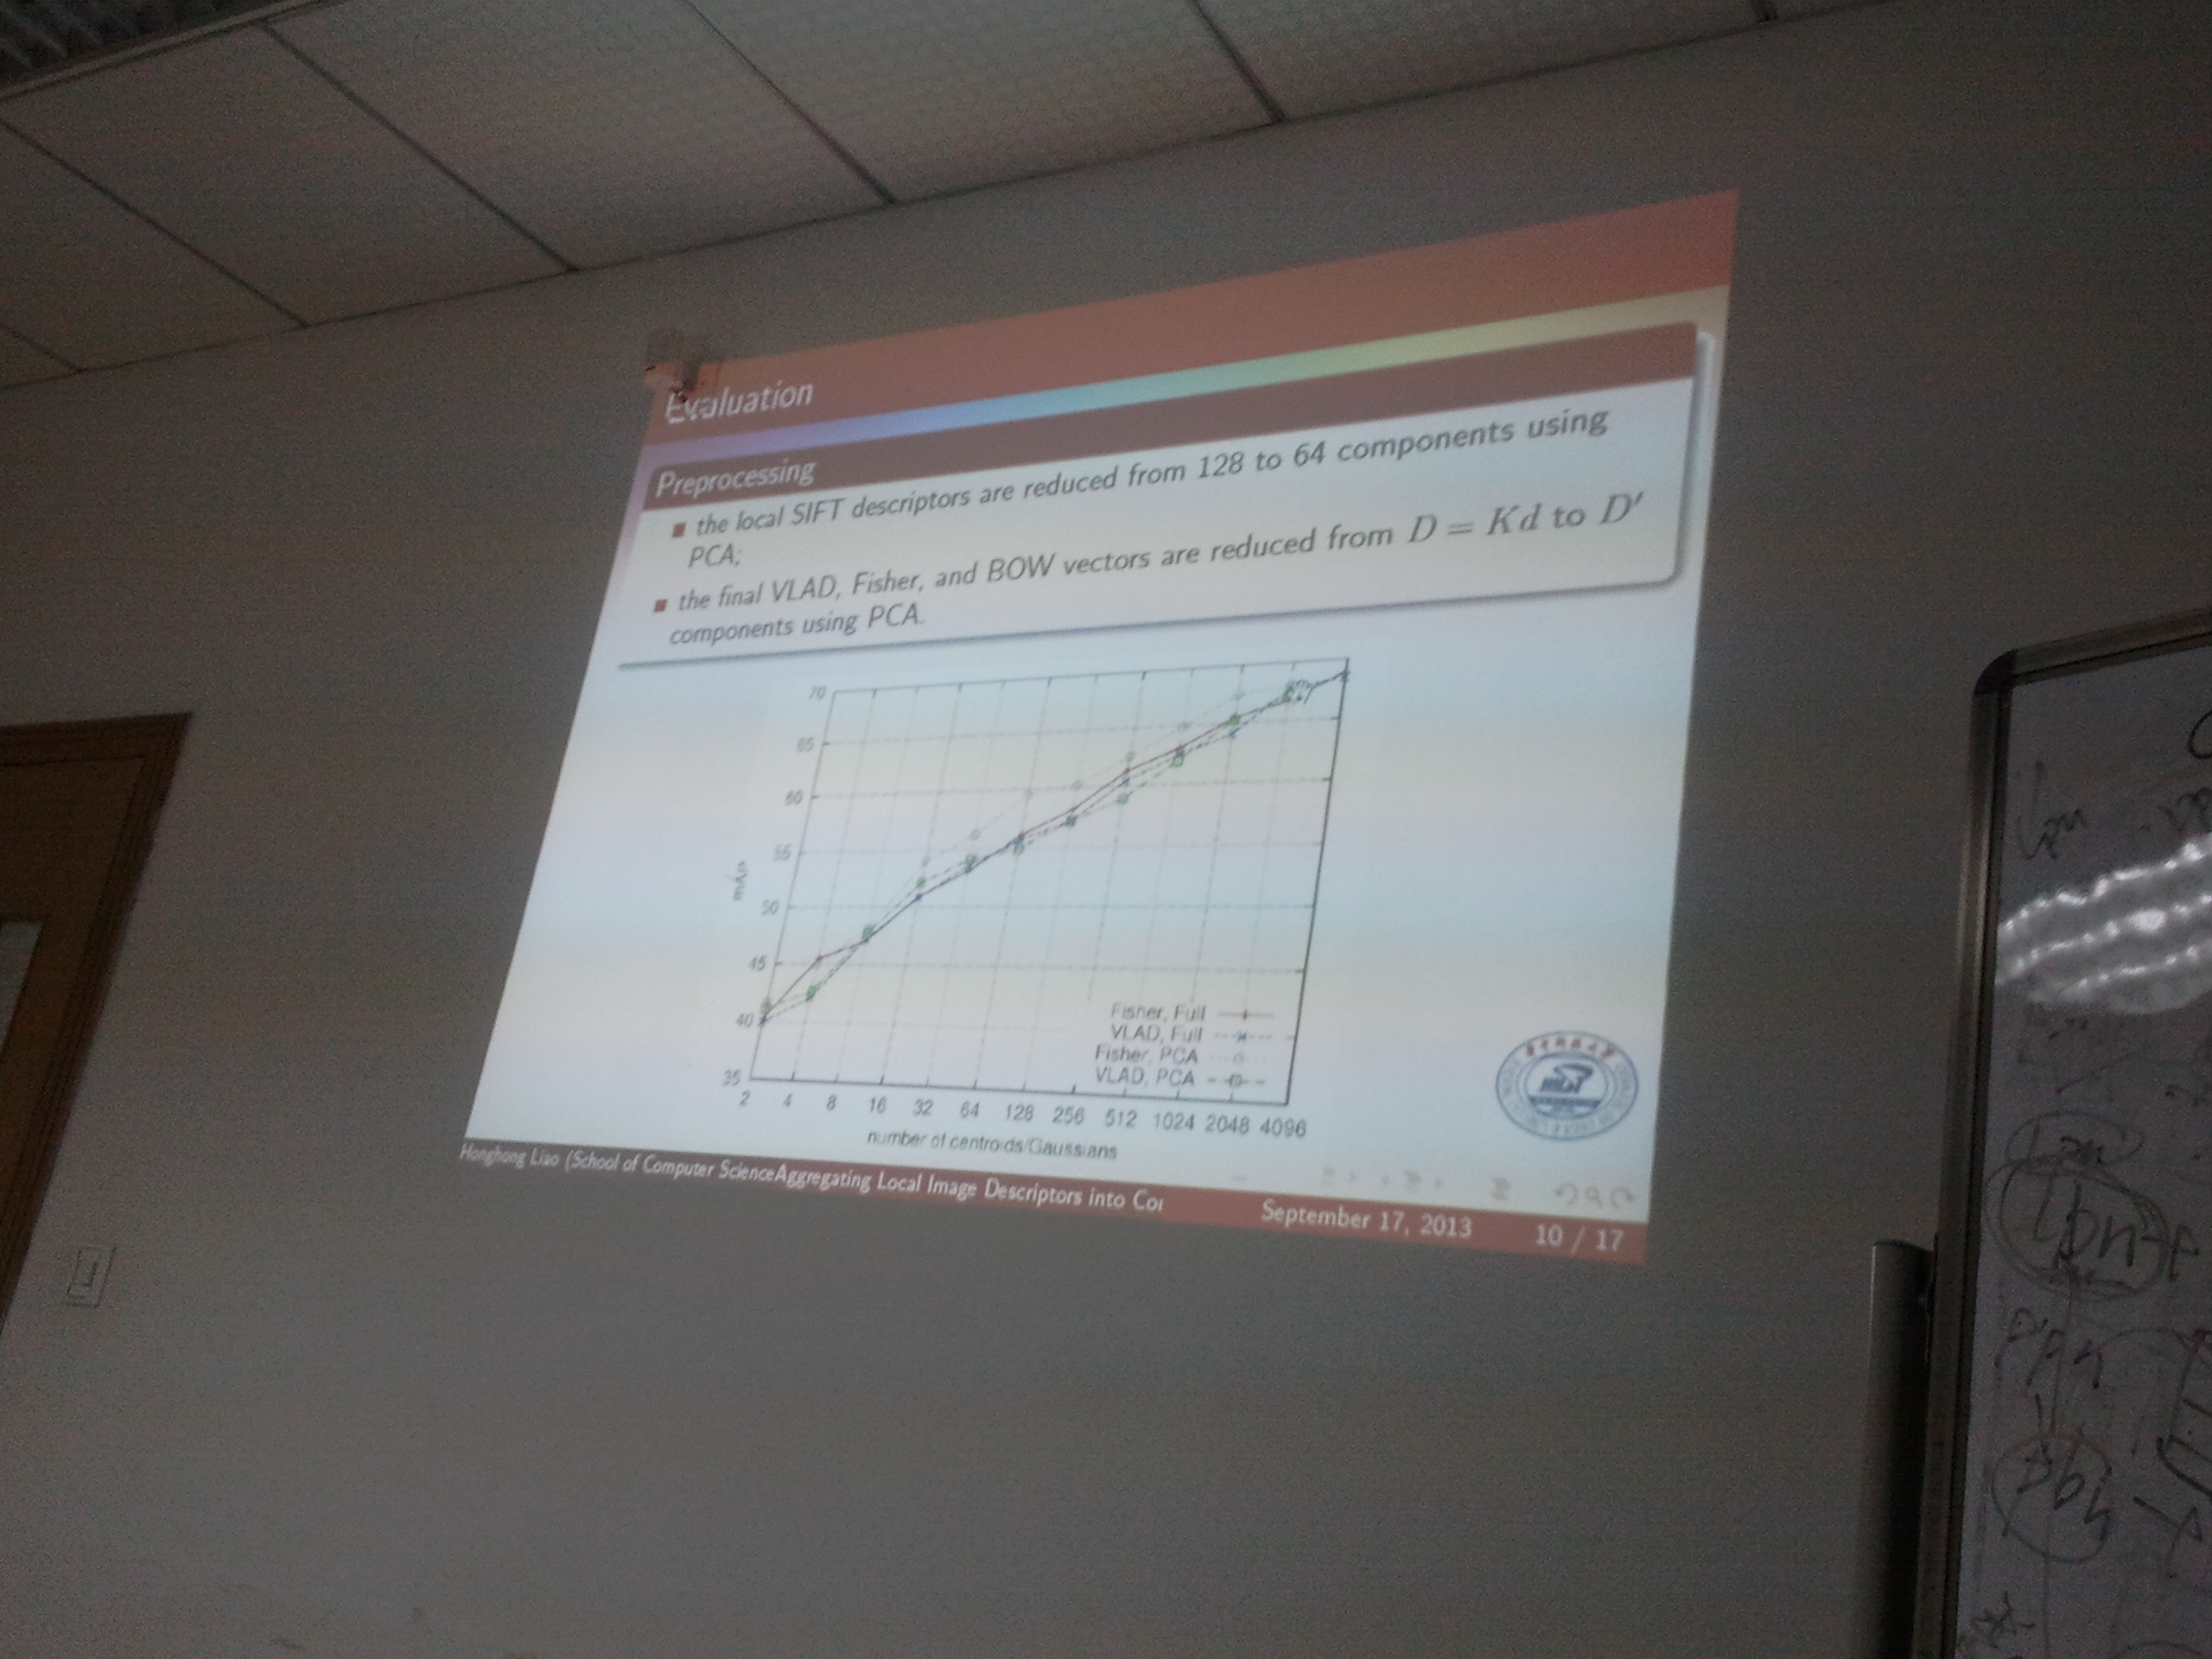 Evaluation
Preprocessing
the local SIFT descriptors are reduced from 128 to 64 components using
PCA;
the final VLAD, Fisher, and BOW vectors are reduced from D = Kd to D′
components using PCA.
70
65
60
55
50
45
40
35
mAP
2 4 8 16 32 64 128 256 512 1024 2048 4096
number of centroids/Gaussians
Fisher, Full
VLAD, Full
Fisher, PCA
VLAD, PCA
Honghong Liao (School of Computer ScienceAggregating Local Image Descriptors into Co
September 17, 2013
10 / 17